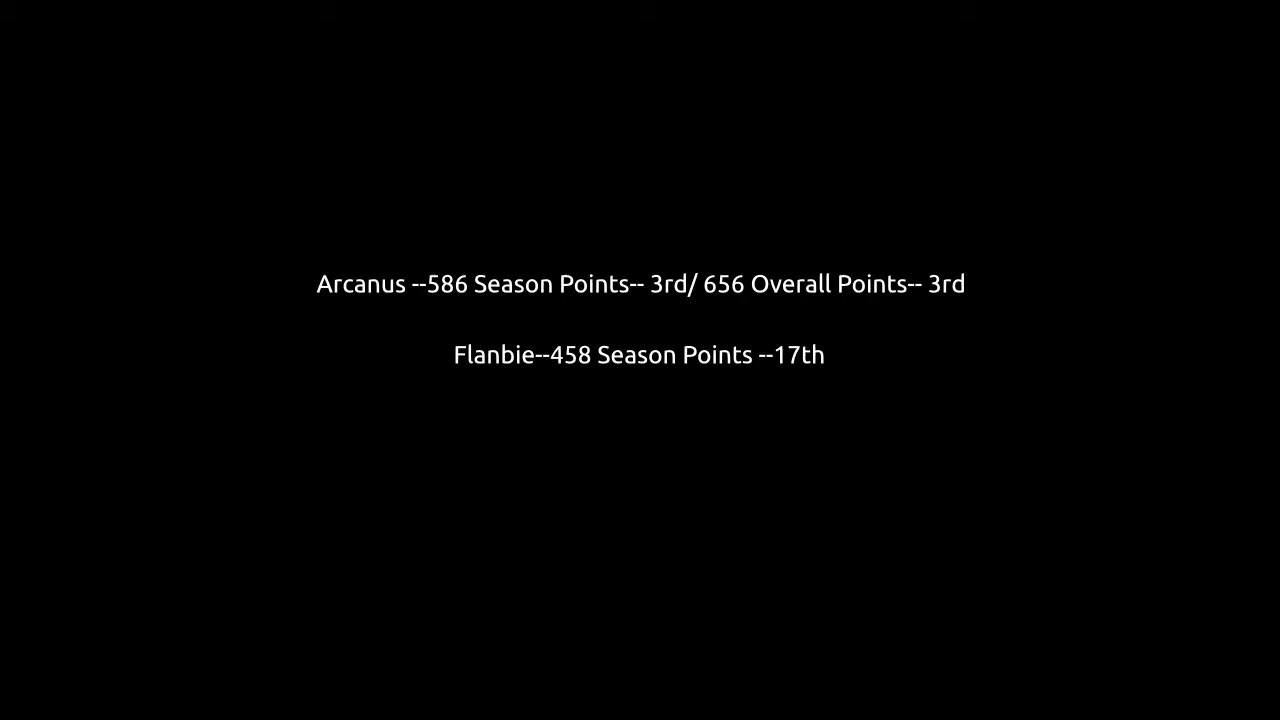 Arcanus --586 Season Points-- 3rd/ 656 Overall Points-- 3rd
Flanbie--458 Season Points --17th